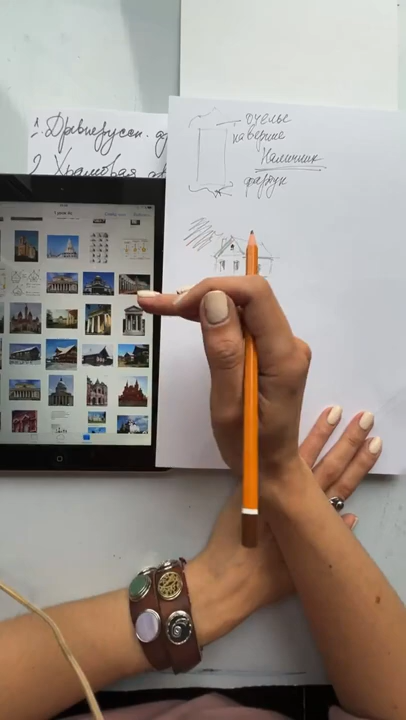 1. Древнерусск.
2. Храмовая
очелье
навершие
Наличник
фартук